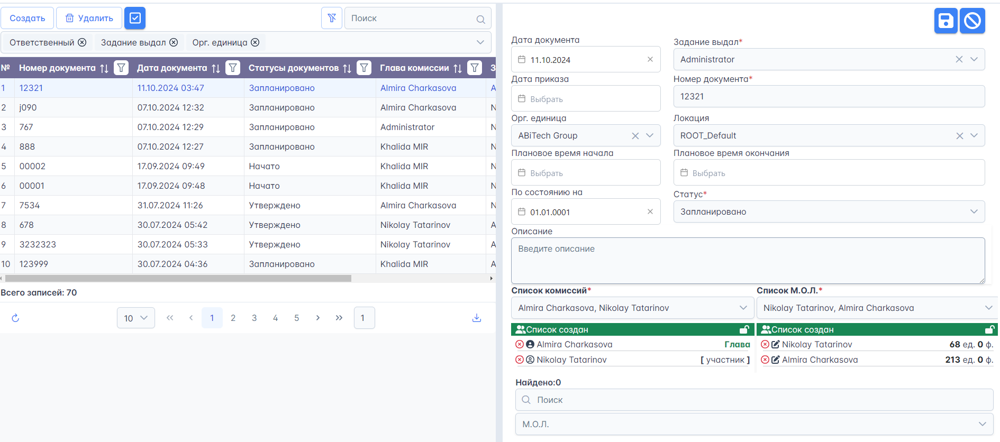 Создать
Удалить
Поиск
Ответственный
Задание выдал
Орг. единица
№ Номер документа Дата документа Статусы документов Глава комиссии З
1 12321 11.10.2024 03:47 Запланировано Almira Charkasova A
2 j090 07.10.2024 12:32 Запланировано Almira Charkasova N
3 767 07.10.2024 12:29 Запланировано Administrator N
4 888 07.10.2024 12:27 Запланировано Khalida MIR N
5 00002 17.09.2024 09:49 Начато Khalida MIR N
6 00001 17.09.2024 09:48 Начато Khalida MIR N
7 7534 31.07.2024 11:26 Утверждено Almira Charkasova N
8 678 30.07.2024 05:42 Утверждено Nikolay Tatarinov A
9 3232323 30.07.2024 05:33 Утверждено Nikolay Tatarinov A
10 123999 30.07.2024 04:36 Запланировано Khalida MIR A
Всего записей: 70
10 1 2 3 4 5 1
Дата документа
11.10.2024
Задание выдал*
Administrator
Дата приказа
Выбрать
Номер документа*
12321
Орг. единица
ABiTech Group
Локация
ROOT_Default
Плановое время начала
Выбрать
Плановое время окончания
Выбрать
По состоянию на
01.01.0001
Статус*
Запланировано
Описание
Введите описание
Список комиссий*
Almira Charkasova, Nikolay Tatarinov
Список создан
Almira Charkasova Глава
Nikolay Tatarinov [ участник ]
Список М.О.Л.*
Nikolay Tatarinov, Almira Charkasova
Список создан
Nikolay Tatarinov 68 ед. 0 ф.
Almira Charkasova 213 ед. 0 ф.
Найдено:0
Поиск
М.О.Л.